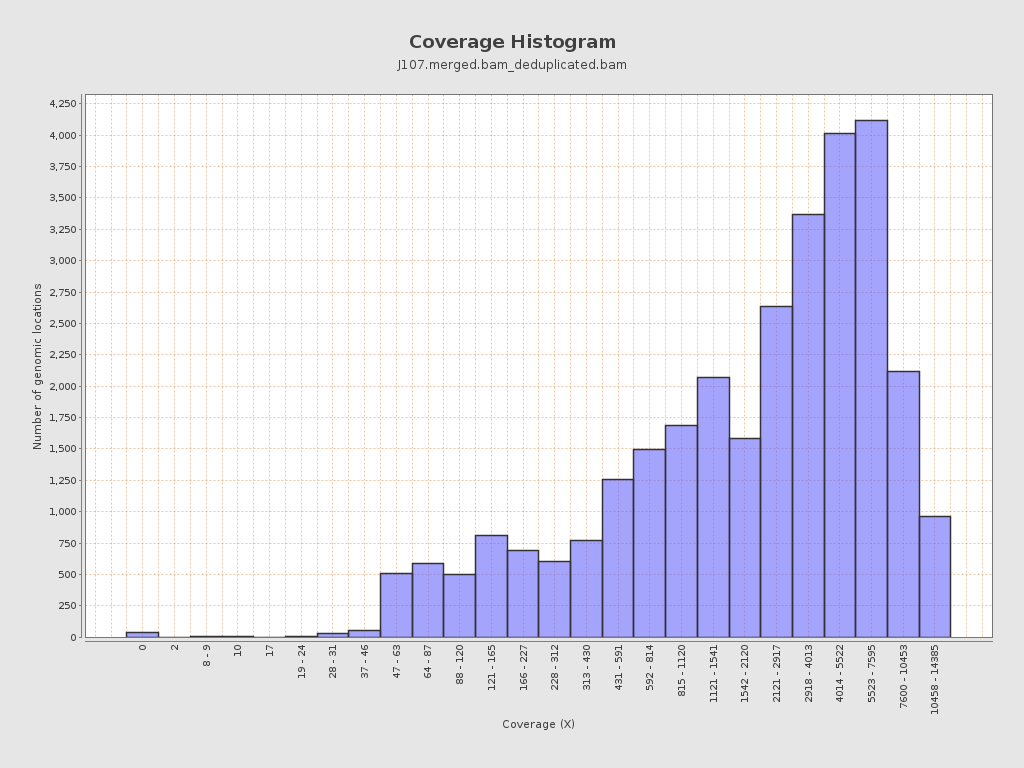 Coverage Histogram
J107.merged.bam_deduplicated.bam
Number of genomic locations
4,250
4,000
3,750
3,500
3,250
3,000
2,750
2,500
2,250
2,000
1,750
1,500
1,250
1,000
750
500
250
0
0
2
8 - 9
10
17
19 - 24
28 - 31
37 - 46
47 - 63
64 - 87
88 - 120
121 - 165
166 - 227
228 - 312
313 - 430
431 - 591
592 - 814
815 - 1120
1121 - 1541
1542 - 2120
2121 - 2917
2918 - 4013
4014 - 5522
5523 - 7595
7600 - 10453
10458 - 14385
Coverage (X)